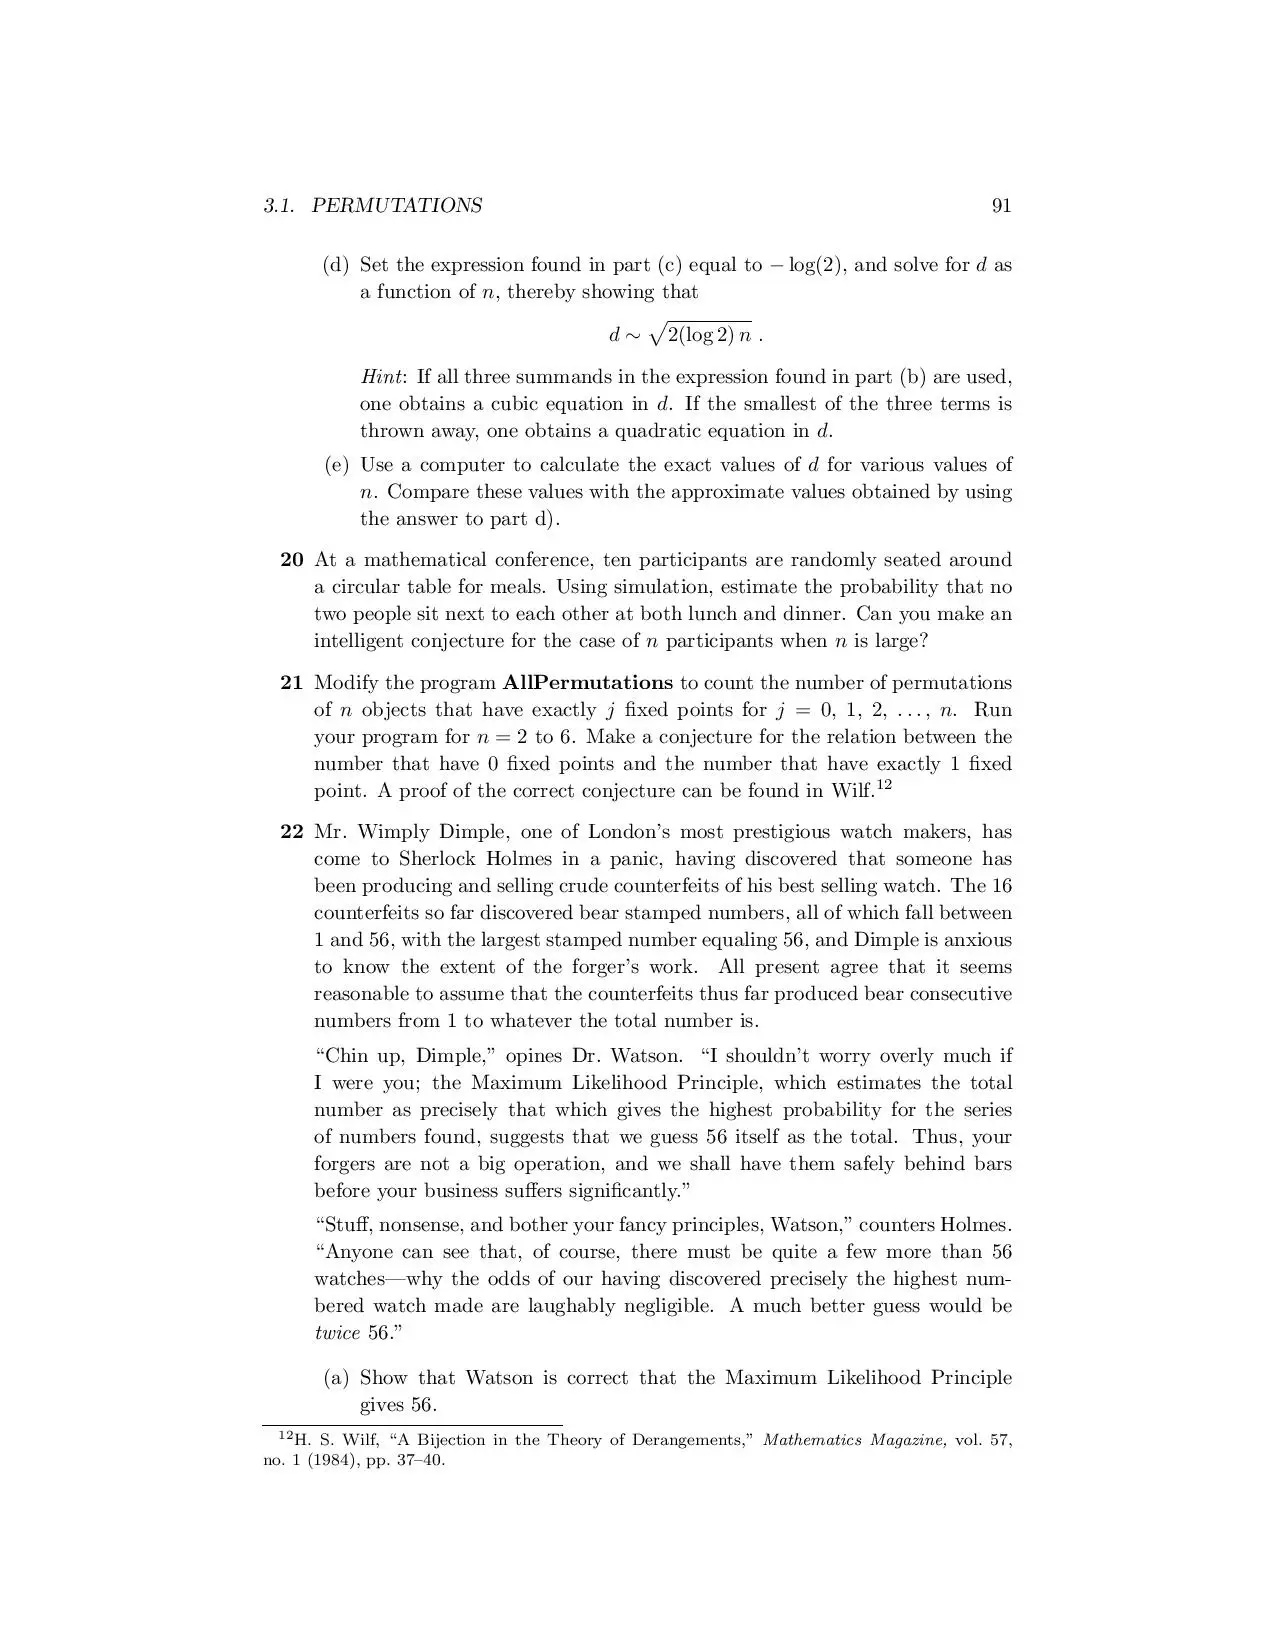 3.1. PERMUTATIONS 91
(d) Set the expression found in part (c) equal to − log(2), and solve for d as
a function of n, thereby showing that
d ∼ √2(log 2) n .
Hint: If all three summands in the expression found in part (b) are used,
one obtains a cubic equation in d. If the smallest of the three terms is
thrown away, one obtains a quadratic equation in d.
(e) Use a computer to calculate the exact values of d for various values of
n. Compare these values with the approximate values obtained by using
the answer to part d).
20 At a mathematical conference, ten participants are randomly seated around
a circular table for meals. Using simulation, estimate the probability that no
two people sit next to each other at both lunch and dinner. Can you make an
intelligent conjecture for the case of n participants when n is large?
21 Modify the program AllPermutations to count the number of permutations
of n objects that have exactly j fixed points for j = 0, 1, 2, . . . , n. Run
your program for n = 2 to 6. Make a conjecture for the relation between the
number that have 0 fixed points and the number that have exactly 1 fixed
point. A proof of the correct conjecture can be found in Wilf.¹²
22 Mr. Wimply Dimple, one of London's most prestigious watch makers, has
come to Sherlock Holmes in a panic, having discovered that someone has
been producing and selling crude counterfeits of his best selling watch. The 16
counterfeits so far discovered bear stamped numbers, all of which fall between
1 and 56, with the largest stamped number equaling 56, and Dimple is anxious
to know the extent of the forger's work. All present agree that it seems
reasonable to assume that the counterfeits thus far produced bear consecutive
numbers from 1 to whatever the total number is.
“Chin up, Dimple,” opines Dr. Watson. “I shouldn't worry overly much if
I were you; the Maximum Likelihood Principle, which estimates the total
number as precisely that which gives the highest probability for the series
of numbers found, suggests that we guess 56 itself as the total. Thus, your
forgers are not a big operation, and we shall have them safely behind bars
before your business suffers significantly.”
“Stuff, nonsense, and bother your fancy principles, Watson,” counters Holmes.
“Anyone can see that, of course, there must be quite a few more than 56
watches—why the odds of our having discovered precisely the highest num-
bered watch made are laughably negligible. A much better guess would be
twice 56.”
(a) Show that Watson is correct that the Maximum Likelihood Principle
gives 56.
¹²H. S. Wilf, “A Bijection in the Theory of Derangements,” Mathematics Magazine, vol. 57,
no. 1 (1984), pp. 37–40.